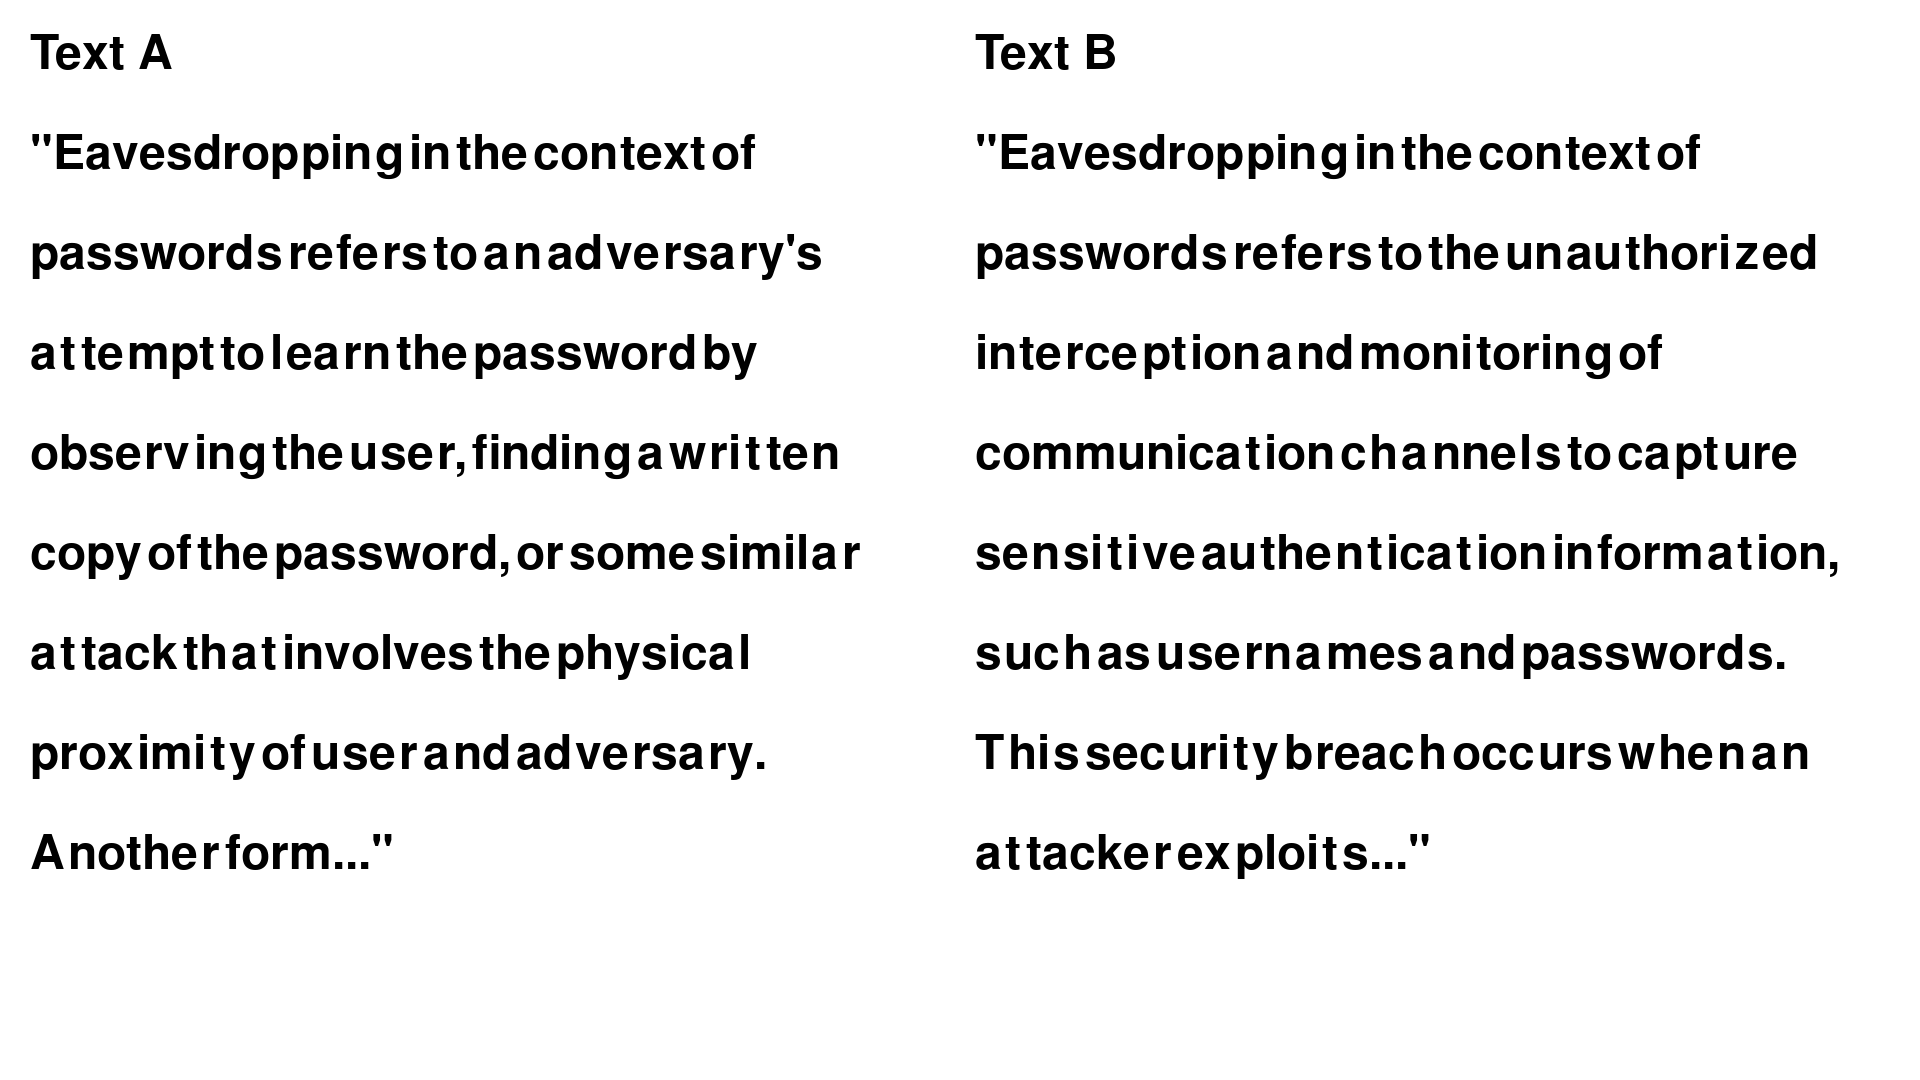 Text A
"Eavesdropping in the context of
passwords refers to an adversary's
attempt to learn the password by
observing the user, finding a written
copy of the password, or some similar
attack that involves the physical
proximity of user and adversary.
Another form..."
Text B
"Eavesdropping in the context of
passwords refers to the unauthorized
interception and monitoring of
communication channels to capture
sensitive authentication information,
such as usernames and passwords.
This security breach occurs when an
attacker exploits..."